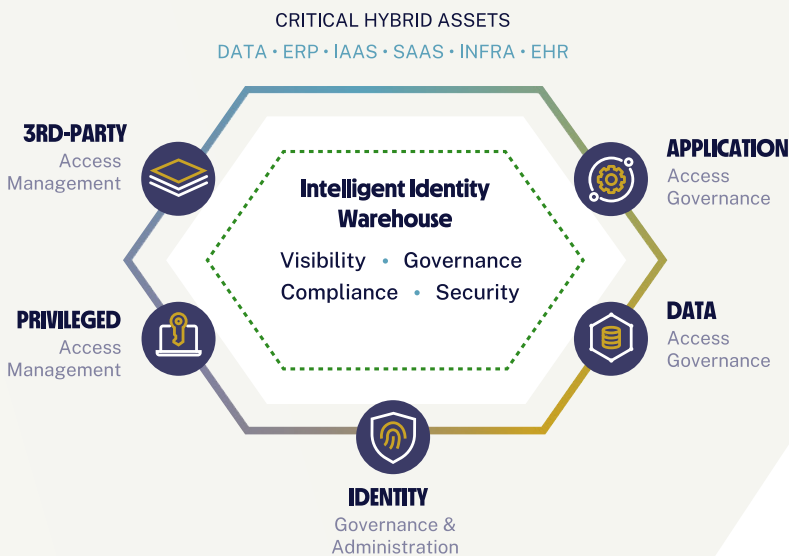 CRITICAL HYBRID ASSETS
DATA • ERP • IAAS • SAAS • INFRA • EHR
3RD-PARTY
Access
Management
APPLICATION
Access
Governance
Intelligent Identity
Warehouse
Visibility • Governance
Compliance • Security
PRIVILEGED
Access
Management
DATA
Access
Governance
IDENTITY
Governance &
Administration